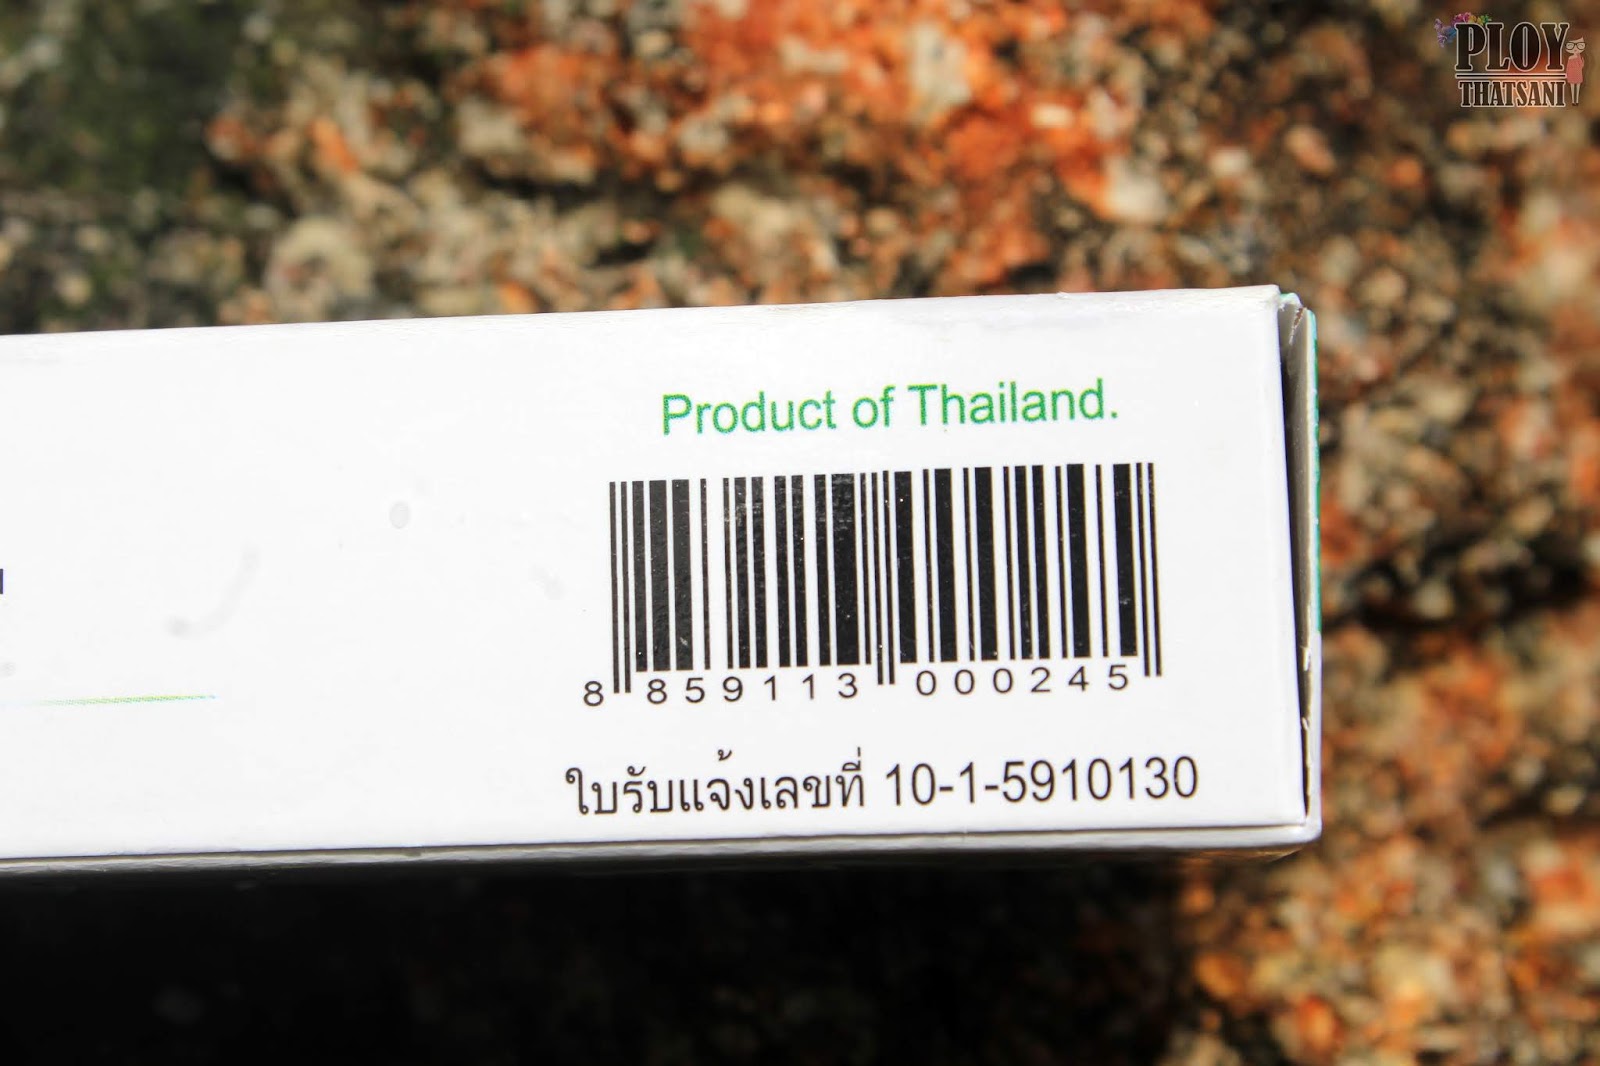 PLOY
THATSANI
Product of Thailand.
8 859113 000245
ใบรับแจ้งเลขที่ 10-1-5910130